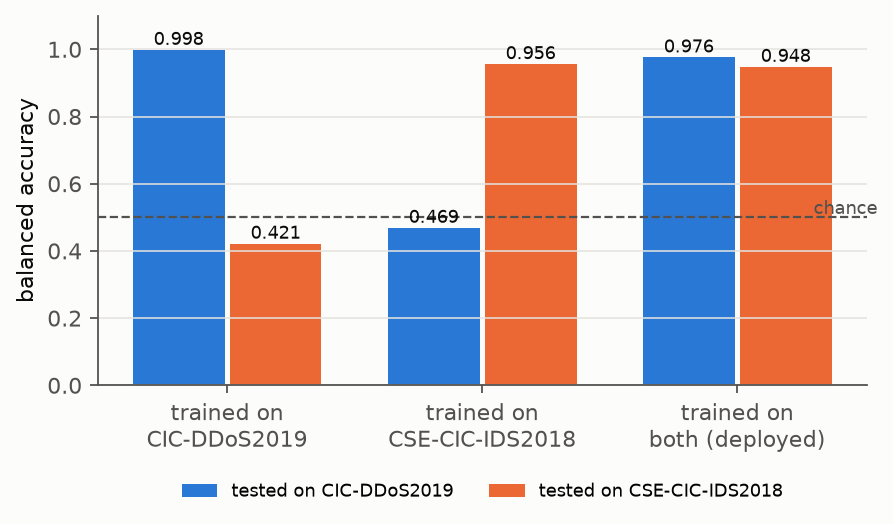 balanced accuracy
1.0
0.8
0.6
0.4
0.2
0.0
0.998
0.421
0.469
0.956
0.976
0.948
chance
trained on
CIC-DDoS2019
trained on
CSE-CIC-IDS2018
trained on
both (deployed)
tested on CIC-DDoS2019
tested on CSE-CIC-IDS2018